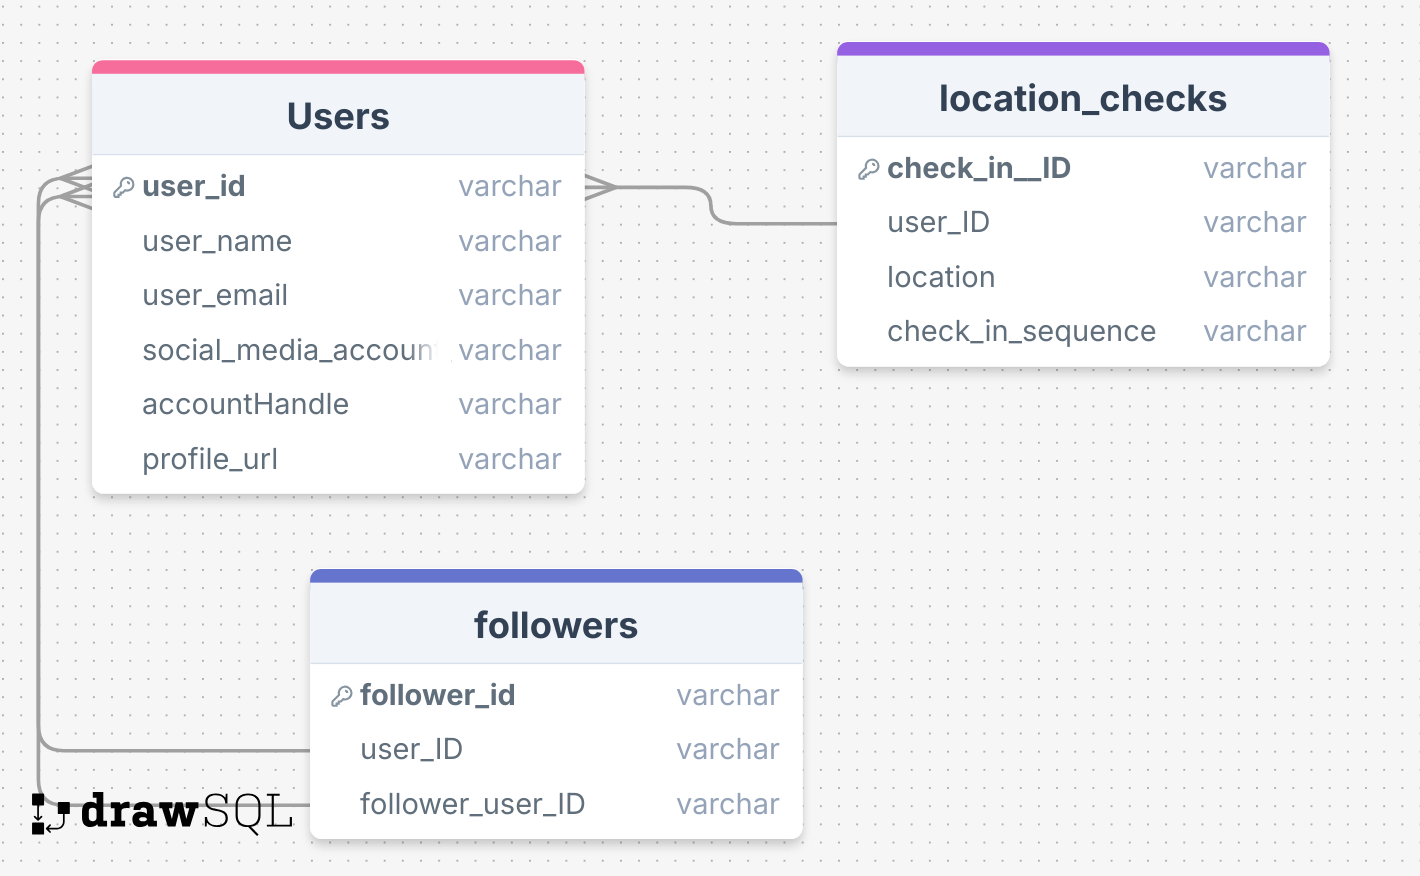 Users
user_id varchar
user_name varchar
user_email varchar
social_media_accoun varchar
accountHandle varchar
profile_url varchar
location_checks
check_in__ID varchar
user_ID varchar
location varchar
check_in_sequence varchar
followers
follower_id varchar
user_ID varchar
follower_user_ID varchar
drawSQL